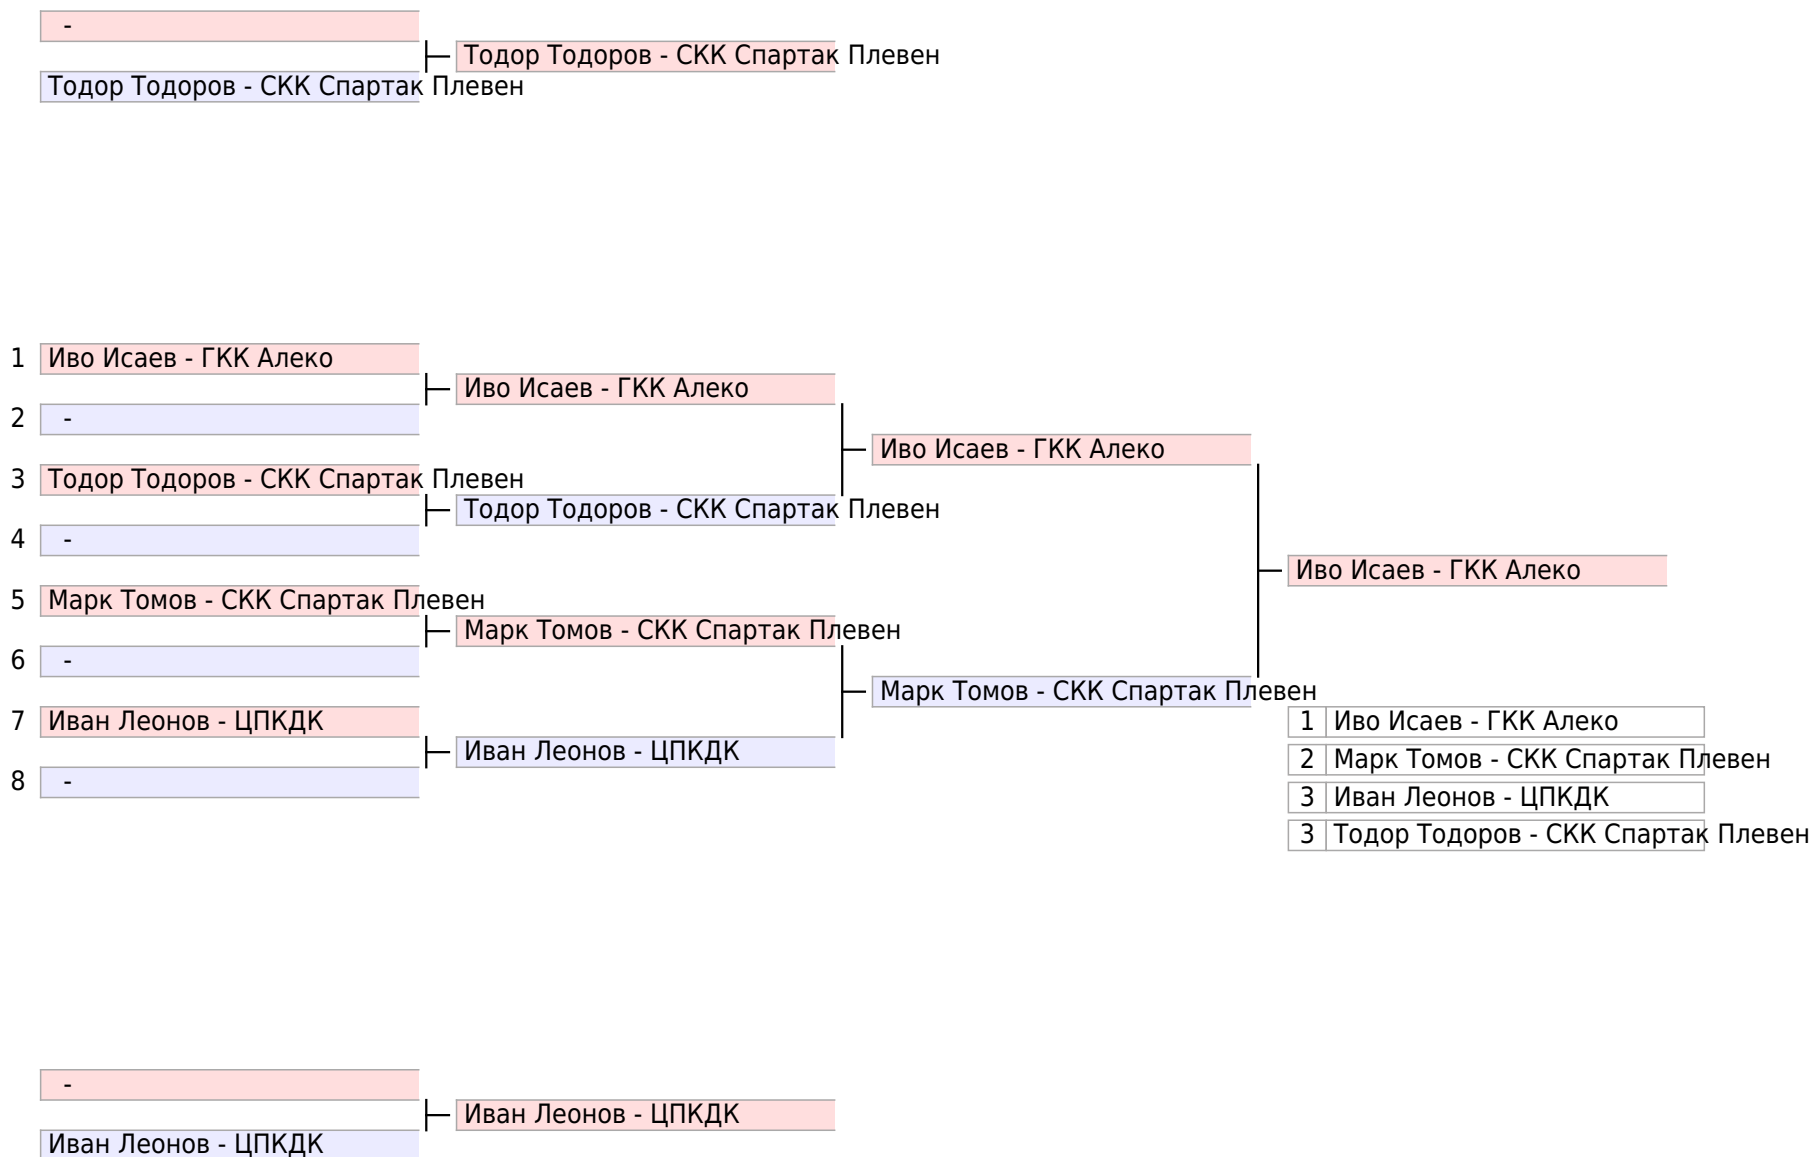 -
Тодор Тодоров - СКК Спартак Плевен
Тодор Тодоров - СКК Спартак Плевен
1 Иво Исаев - ГКК Алеко
Иво Исаев - ГКК Алеко
2 -
Иво Исаев - ГКК Алеко
3 Тодор Тодоров - СКК Спартак Плевен
Тодор Тодоров - СКК Спартак Плевен
4 -
Иво Исаев - ГКК Алеко
5 Марк Томов - СКК Спартак Плевен
Марк Томов - СКК Спартак Плевен
6 -
Марк Томов - СКК Спартак Плевен
7 Иван Леонов - ЦПКДК
Иван Леонов - ЦПКДК
8 -
1 Иво Исаев - ГКК Алеко
2 Марк Томов - СКК Спартак Плевен
3 Иван Леонов - ЦПКДК
3 Тодор Тодоров - СКК Спартак Плевен
-
Иван Леонов - ЦПКДК
Иван Леонов - ЦПКДК